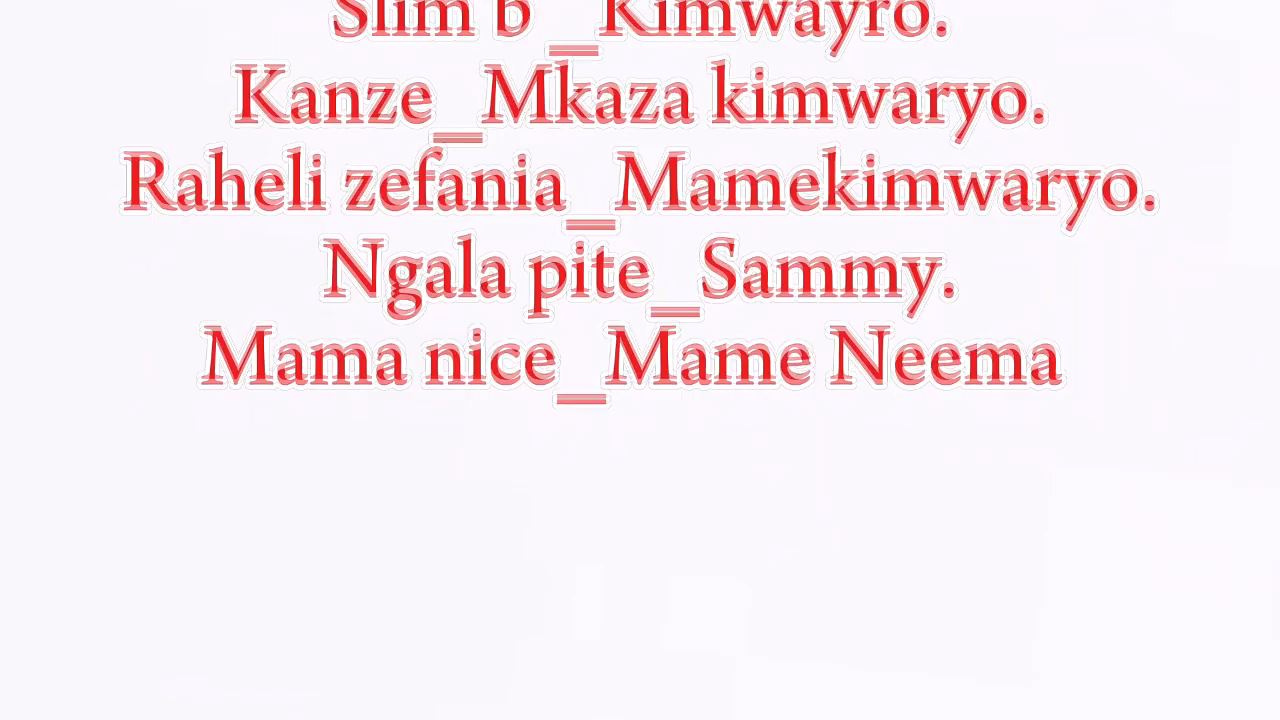 Slim b_Kimwayro.
Kanze_Mkaza kimwaryo.
Raheli zefania_Mamekimwaryo.
Ngala pite_Sammy.
Mama nice_Mame Neema